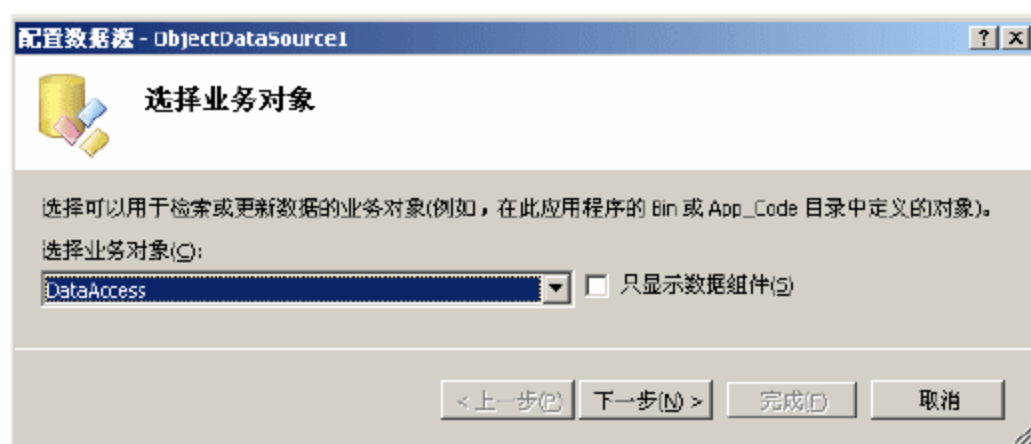 配置数据源 - ObjectDataSource1
选择业务对象
选择可以用于检索或更新数据的业务对象(例如，在此应用程序的 Bin 或 App_Code 目录中定义的对象)。
选择业务对象(C):
DataAccess 只显示数据组件(S)
< 上一步(P) 下一步(N) > 完成(F) 取消